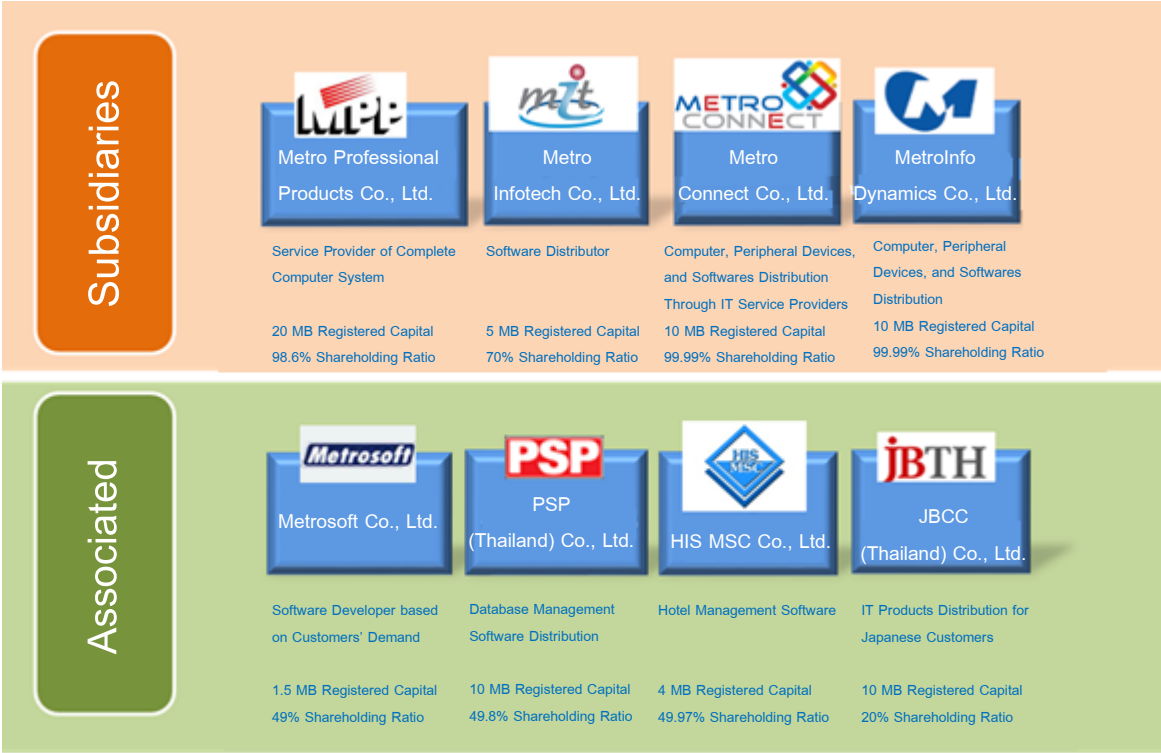 Subsidiaries
MPP
Metro Professional
Products Co., Ltd.
Service Provider of Complete
Computer System
20 MB Registered Capital
98.6% Shareholding Ratio
mit
Metro
Infotech Co., Ltd.
Software Distributor
5 MB Registered Capital
70% Shareholding Ratio
METRO
CONNECT
Metro
Connect Co., Ltd.
Computer, Peripheral Devices,
and Softwares Distribution
Through IT Service Providers
10 MB Registered Capital
99.99% Shareholding Ratio
M
MetroInfo
Dynamics Co., Ltd.
Computer, Peripheral
Devices, and Softwares
Distribution
10 MB Registered Capital
99.99% Shareholding Ratio
Associated
Metrosoft
Metrosoft Co., Ltd.
Software Developer based
on Customers’ Demand
1.5 MB Registered Capital
49% Shareholding Ratio
PSP
PSP
(Thailand) Co., Ltd.
Database Management
Software Distribution
10 MB Registered Capital
49.8% Shareholding Ratio
HIS
MSC
HIS MSC Co., Ltd.
Hotel Management Software
4 MB Registered Capital
49.97% Shareholding Ratio
jBTH
JBCC
(Thailand) Co., Ltd.
IT Products Distribution for
Japanese Customers
10 MB Registered Capital
20% Shareholding Ratio